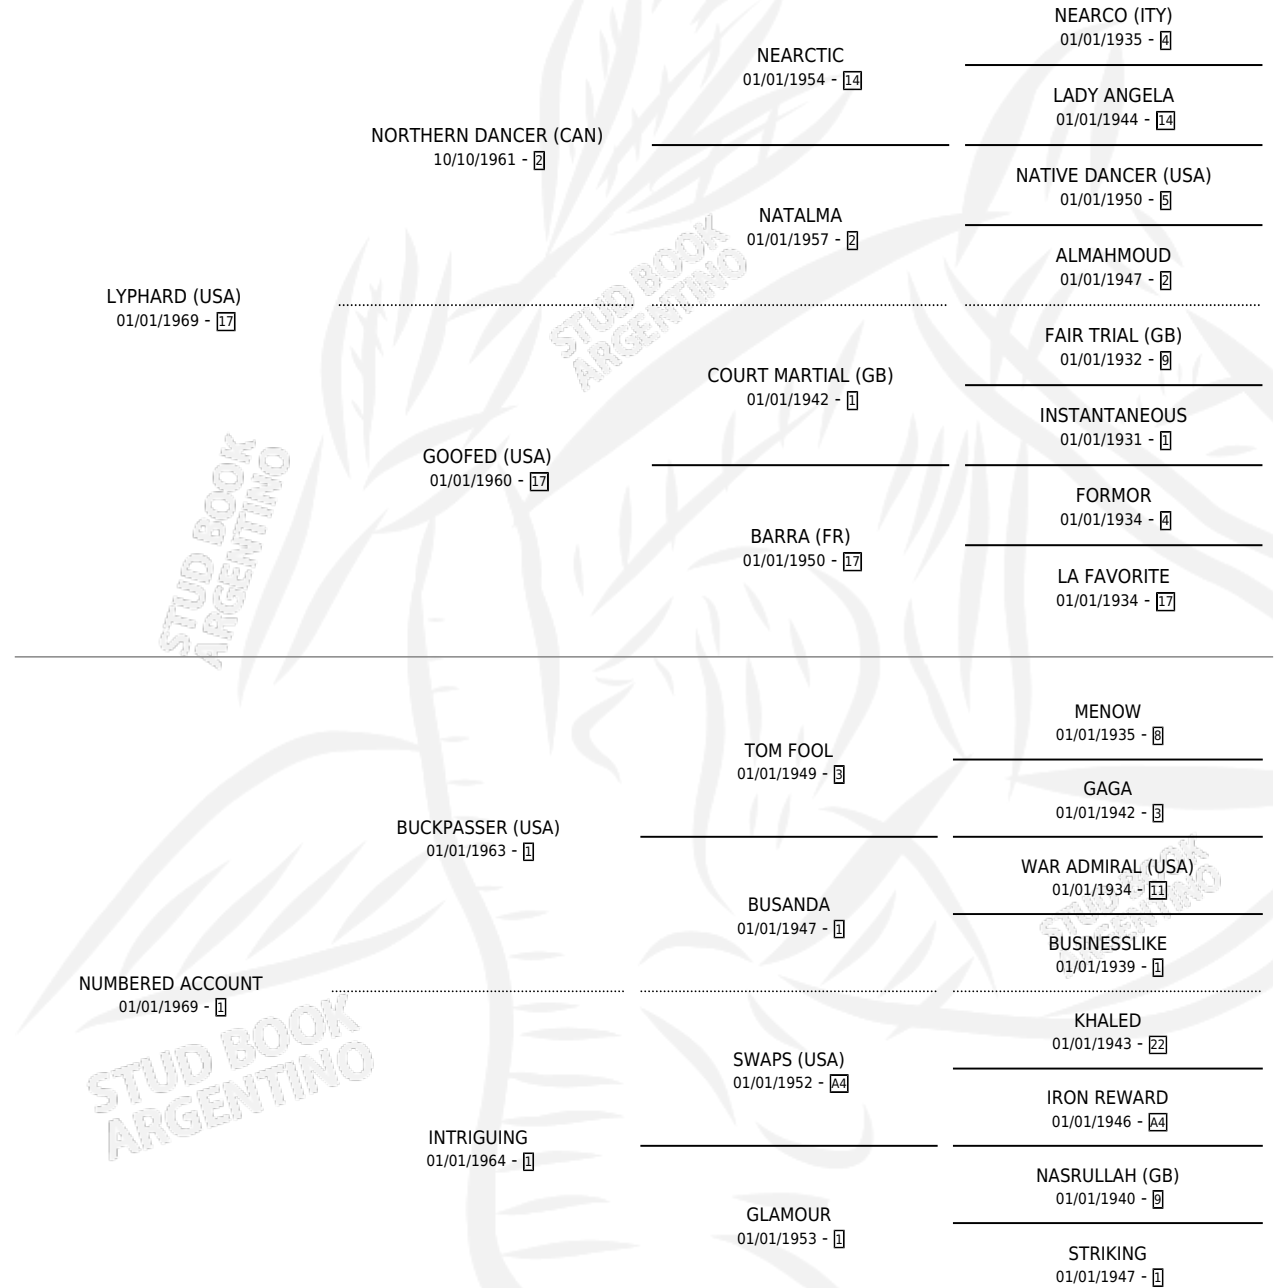 NEARCO (ITY)
01/01/1935 - 4
NEARCTIC
01/01/1954 - 14
LADY ANGELA
01/01/1944 - 14
NORTHERN DANCER (CAN)
10/10/1961 - 2
NATIVE DANCER (USA)
01/01/1950 - 5
NATALMA
01/01/1957 - 2
ALMAHMOUD
01/01/1947 - 2
LYPHARD (USA)
01/01/1969 - 17
STUD BOOK
ARGENTINO
FAIR TRIAL (GB)
01/01/1932 - 9
COURT MARTIAL (GB)
01/01/1942 - 1
INSTANTANEOUS
01/01/1931 - 1
GOOFED (USA)
01/01/1960 - 17
FORMOR
01/01/1934 - 4
BARRA (FR)
01/01/1950 - 17
LA FAVORITE
01/01/1934 - 17
STUD BOOK
ARGENTINO
MENOW
01/01/1935 - 8
TOM FOOL
01/01/1949 - 3
GAGA
01/01/1942 - 3
BUCKPASSER (USA)
01/01/1963 - 1
WAR ADMIRAL (USA)
01/01/1934 - 11
BUSANDA
01/01/1947 - 1
STUD BOOK
ARGENTINO
BUSINESSLIKE
01/01/1939 - 1
NUMBERED ACCOUNT
01/01/1969 - 1
KHALED
01/01/1943 - 22
SWAPS (USA)
01/01/1952 - A4
IRON REWARD
01/01/1946 - A4
STUD BOOK
ARGENTINO
INTRIGUING
01/01/1964 - 1
NASRULLAH (GB)
01/01/1940 - 9
GLAMOUR
01/01/1953 - 1
STRIKING
01/01/1947 - 1